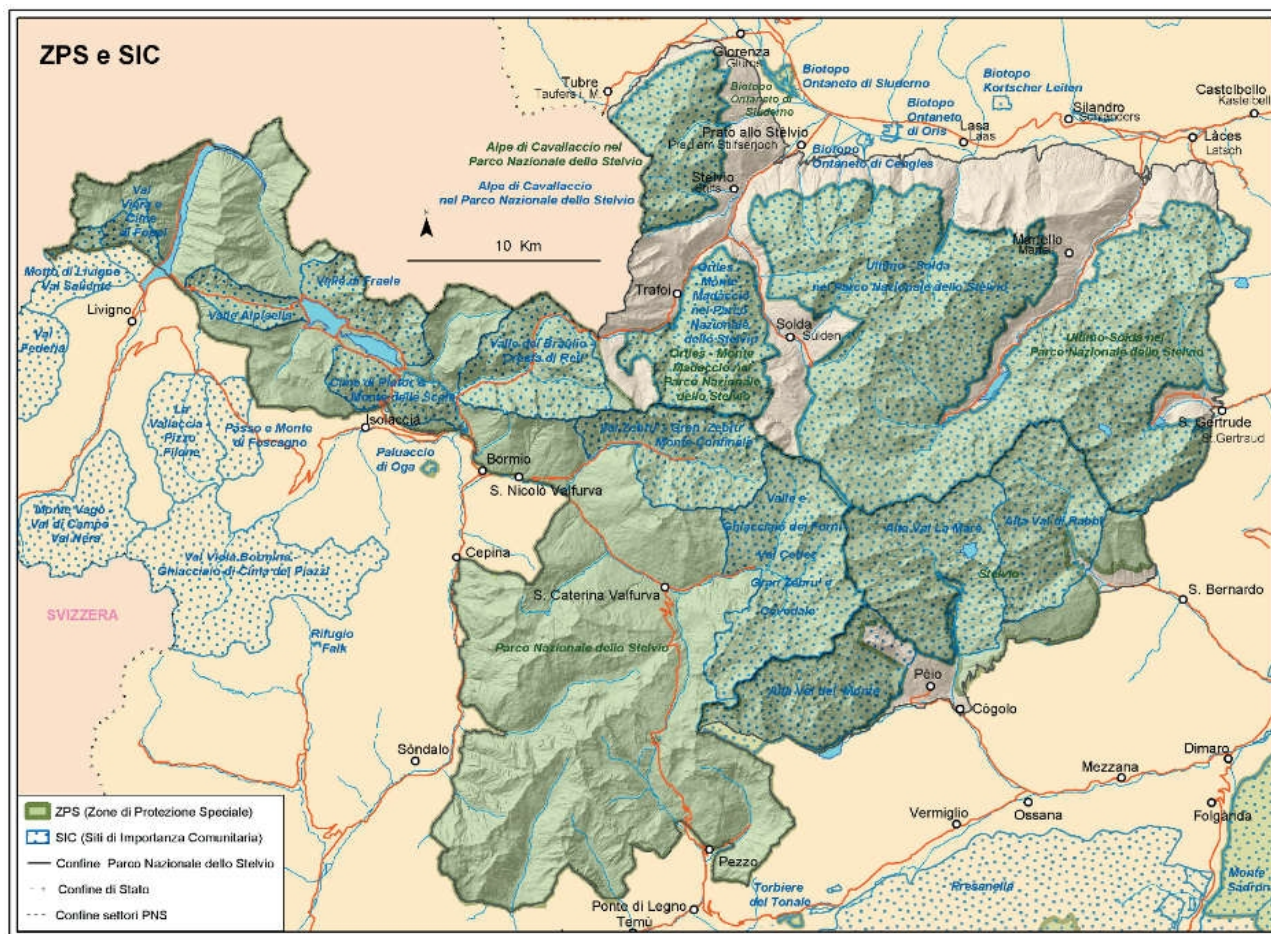 ZPS e SIC
Glorenza
Glurns
Tubre
Taufers i. M.
Biotopo
Ontaneto di Sluderno
Biotopo
Ontaneto di
Sluderno
Biotopo
Kortscher Leiten
Castelbello
Kastelbell
Biotopo
Ontaneto
di Oris
Silandro
Schlanders
Lasa
Laas
Làces
Latsch
Prato allo Stelvio
Biotopo
Ontaneto di Cengles
Alpe di Cavallaccio nel
Parco Nazionale dello Stelvio
Alpe di Cavallaccio
nel Parco Nazionale dello Stelvio
Stelvio
Stilfs
10 Km
Val
Viera e
Cime
di Fopel
Motto di Livigno
Val Saliente
Livigno
Val
Federia
Valle di Fraele
Valle Alpisella
Trafoi
Ortles -
Monte
Madaccio
nel Parco
Nazionale
dello Stelvio
Ortles - Monte
Madaccio nel
Parco Nazionale
dello Stelvio
Solda
Sulden
Ultimo - Solda
nel Parco Nazionale dello Stelvio
Martello
Martell
Ultimo-Solda nel
Parco Nazionale dello Stelvio
Valle del Braulio -
Cresta di Reit
Cime di Plator e
Monte delle Scale
Isolaccia
La
Vallaccia -
Pizzo
Filone
Passo e Monte
di Foscagno
Paluaccio
di Oga
Bormio
S. Nicolò Valfurva
Val Zebrù - Gran Zebrù
Monte Confinale
S. Gertrude
St.Gertraud
Monte Vago
Val di Campo
Val Nera
Val Viola Bormina
Ghiacciaio di Cima dei Piazzi
Cepina
Valle e
Ghiacciaio dei Forni
Val Cedec
Gran Zebru' e
Cevedale
Alta Val La Mare
Alta Val di Rabbi
Stelvio
S. Caterina Valfurva
S. Bernardo
SVIZZERA
Rifugio
Falk
Parco Nazionale dello Stelvio
Alta Val del Monte
Pèio
Cógolo
Sóndalo
Dimaro
Mezzana
Vermiglio
Ossana
Folgarida
Pezzo
Ponte di Legno
Temù
Torbiere
del Tonale
Presanella
Monte
Sadron
ZPS (Zone di Protezione Speciale)
SIC (Siti di Importanza Comunitaria)
Confine Parco Nazionale dello Stelvio
Confine di Stato
Confine settori PNS